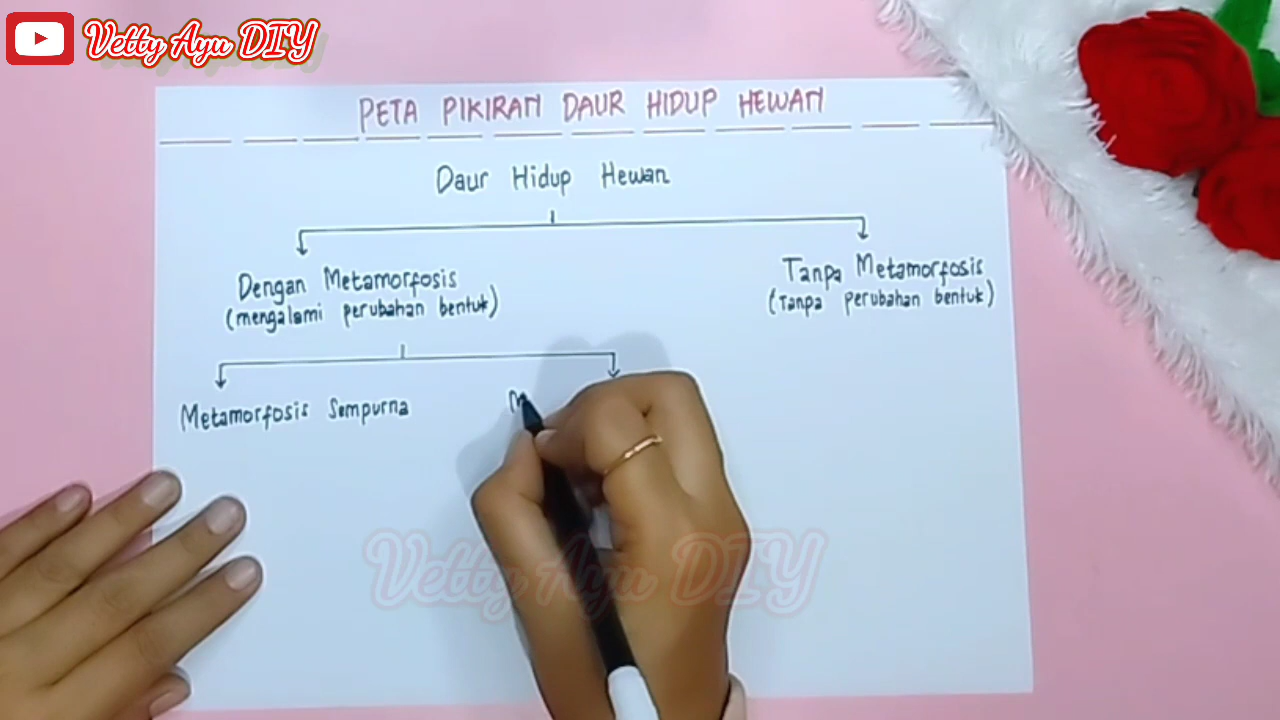 Vetty Ayu DIY
PETA PIKIRAN DAUR HIDUP HEWAN
Daur Hidup Hewan
Dengan Metamorfosis
(mengalami perubahan bentuk)
Tanpa Metamorfosis
(Tanpa perubahan bentuk)
Metamorfosis Sempurna
M
Vetty Ayu DIY